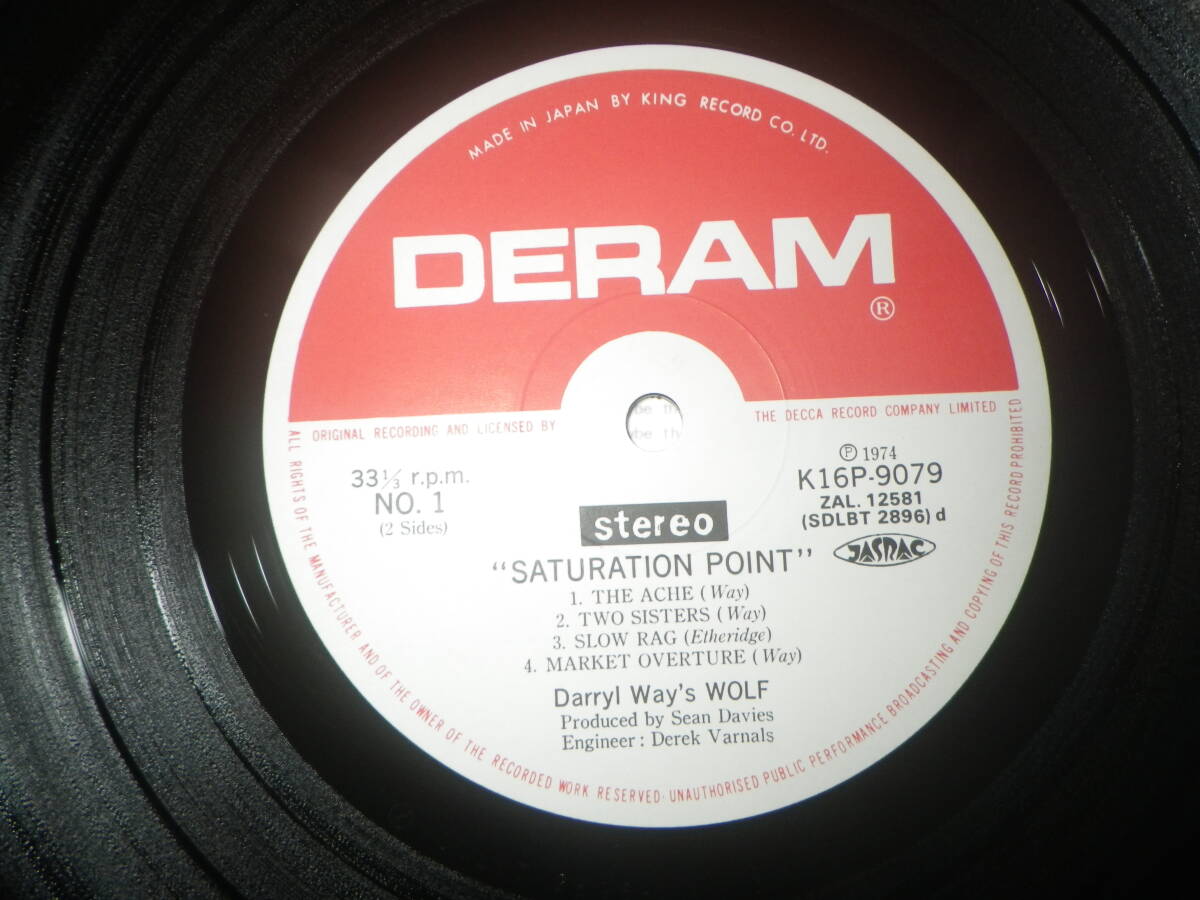 MADE IN JAPAN BY KING RECORD CO. LTD.
DERAM
®
ORIGINAL RECORDING AND LICENSED BY
THE DECCA RECORD COMPANY LIMITED
33⅓ r.p.m.
NO. 1
(2 Sides)
Ⓟ 1974
K16P-9079
ZAL. 12581
(SDLBT 2896) d
JASRAC
stereo
"SATURATION POINT"
1. THE ACHE (Way)
2. TWO SISTERS (Way)
3. SLOW RAG (Etheridge)
4. MARKET OVERTURE (Way)
Darryl Way's WOLF
Produced by Sean Davies
Engineer : Derek Varnals
ALL RIGHTS OF THE MANUFACTURER AND OF THE OWNER OF THE RECORDED WORK RESERVED · UNAUTHORISED PUBLIC PERFORMANCE BROADCASTING AND COPYING OF THIS RECORD PROHIBITED